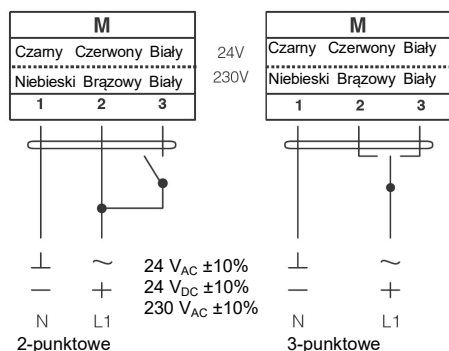 M
Czarny Czerwony Biały
Niebieski Brązowy Biały
1 2 3
24V
230V
M
Czarny Czerwony Biały
Niebieski Brązowy Biały
1 2 3
⊥ ~
— +
N L1
2-punktowe
24 VAC ±10%
24 VDC ±10%
230 VAC ±10%
⊥ ~
— +
N L1
3-punktowe